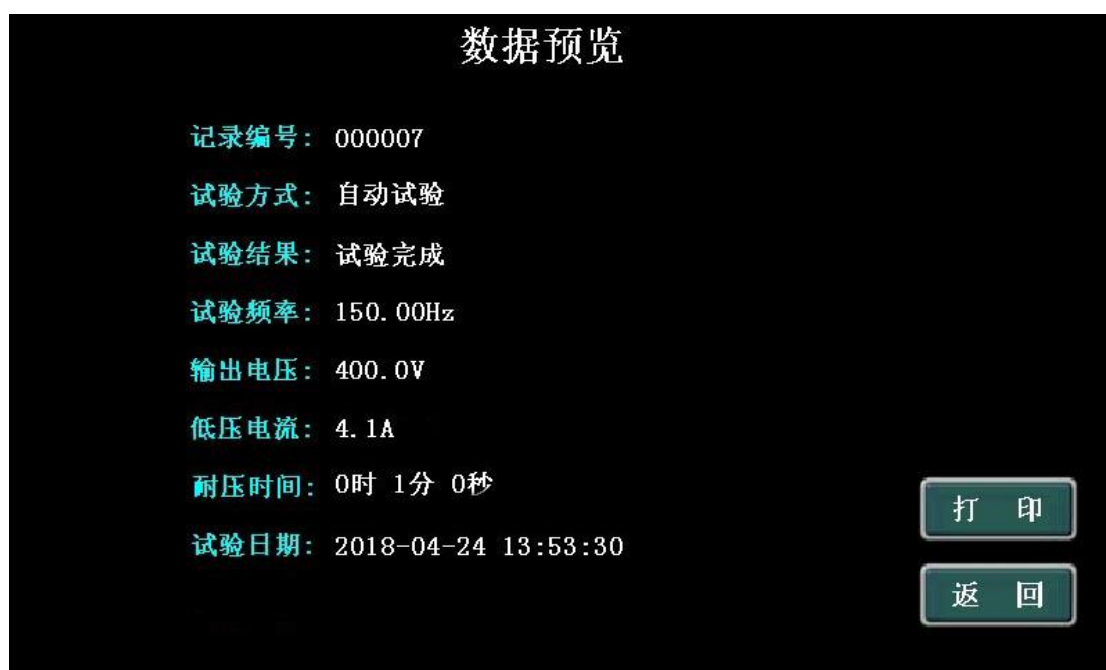 数据预览
记录编号: 000007
试验方式: 自动试验
试验结果: 试验完成
试验频率: 150.00Hz
输出电压: 400.0V
低压电流: 4.1A
耐压时间: 0时 1分 0秒
试验日期: 2018-04-24 13:53:30
打 印
返 回